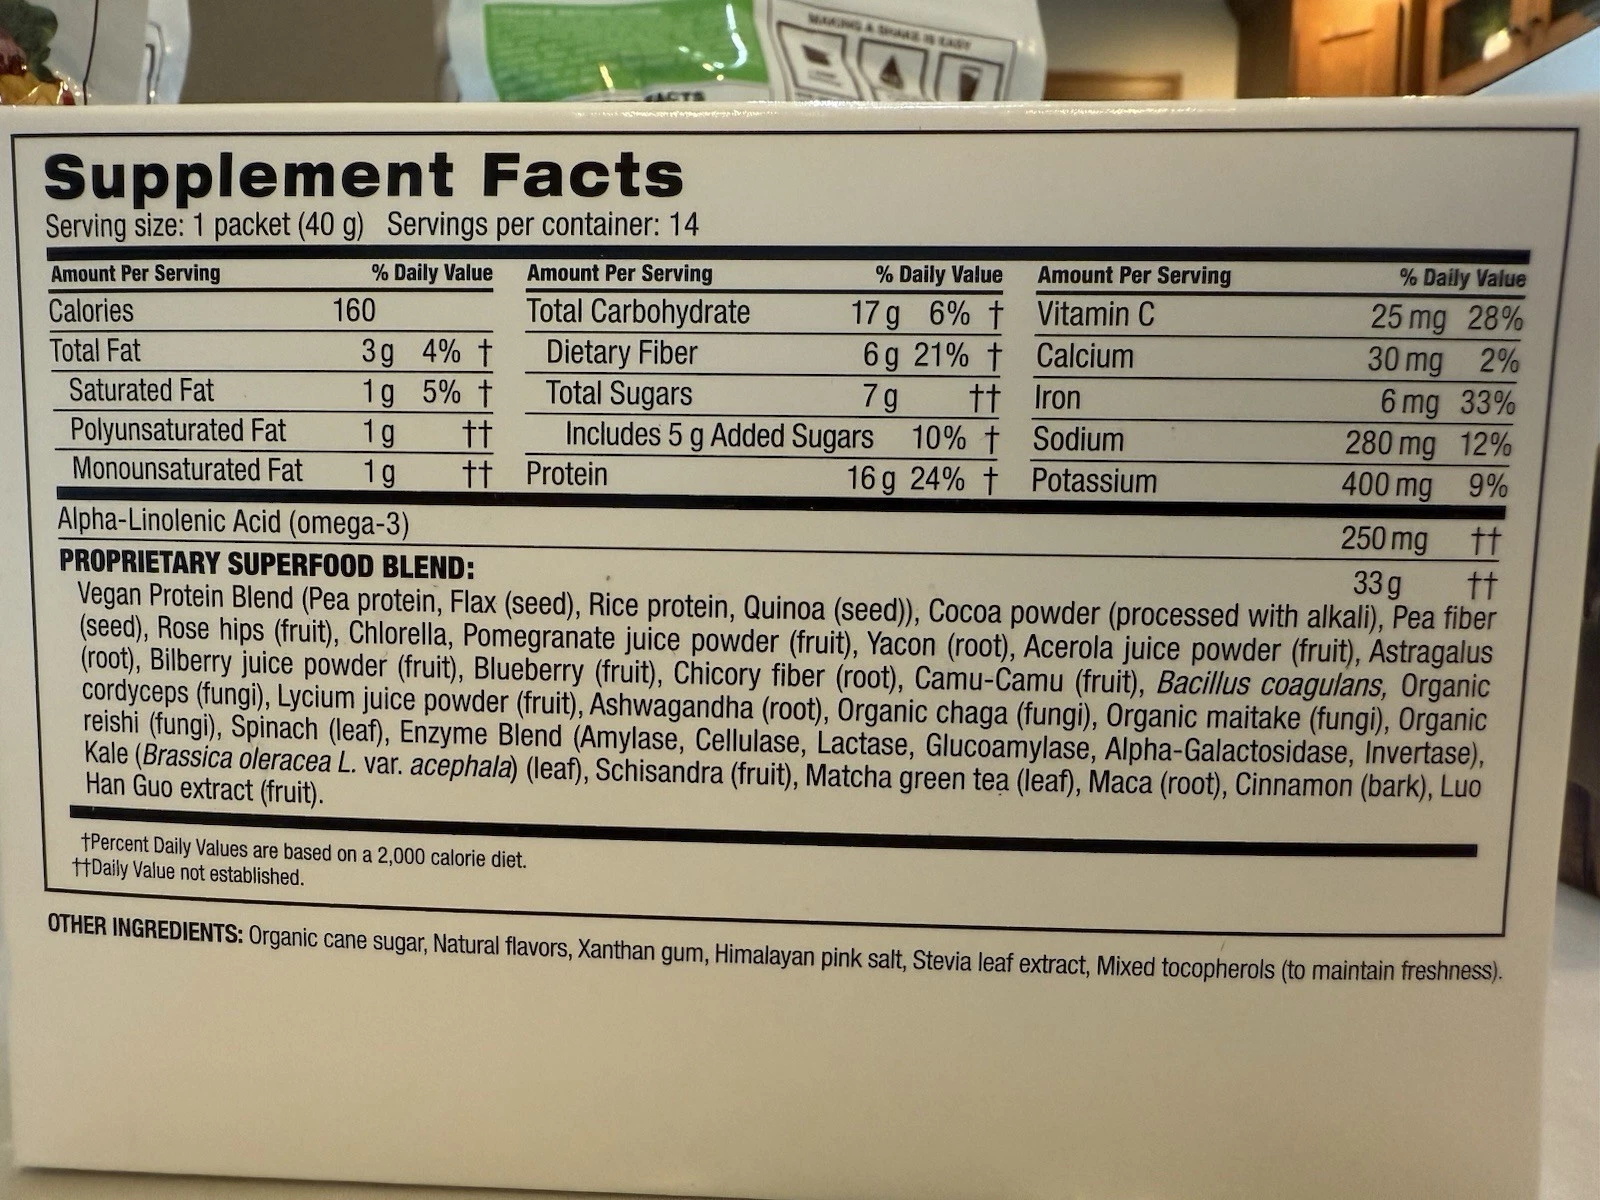 MAKING A SHAKE IS EASY
FACTS
Supplement Facts
Serving size: 1 packet (40 g) Servings per container: 14
Amount Per Serving % Daily Value
Calories 160
Total Fat 3 g 4% †
Saturated Fat 1 g 5% †
Polyunsaturated Fat 1 g ††
Monounsaturated Fat 1 g ††
Amount Per Serving % Daily Value
Total Carbohydrate 17 g 6% †
Dietary Fiber 6 g 21% †
Total Sugars 7 g ††
Includes 5 g Added Sugars 10% †
Protein 16 g 24% †
Amount Per Serving % Daily Value
Vitamin C 25 mg 28%
Calcium 30 mg 2%
Iron 6 mg 33%
Sodium 280 mg 12%
Potassium 400 mg 9%
Alpha-Linolenic Acid (omega-3) 250 mg ††
PROPRIETARY SUPERFOOD BLEND: 33 g ††
Vegan Protein Blend (Pea protein, Flax (seed), Rice protein, Quinoa (seed)), Cocoa powder (processed with alkali), Pea fiber
(seed), Rose hips (fruit), Chlorella, Pomegranate juice powder (fruit), Yacon (root), Acerola juice powder (fruit), Astragalus
(root), Bilberry juice powder (fruit), Blueberry (fruit), Chicory fiber (root), Camu-Camu (fruit), Bacillus coagulans, Organic
cordyceps (fungi), Lycium juice powder (fruit), Ashwagandha (root), Organic chaga (fungi), Organic maitake (fungi), Organic
reishi (fungi), Spinach (leaf), Enzyme Blend (Amylase, Cellulase, Lactase, Glucoamylase, Alpha-Galactosidase, Invertase),
Kale (Brassica oleracea L. var. acephala) (leaf), Schisandra (fruit), Matcha green tea (leaf), Maca (root), Cinnamon (bark), Luo
Han Guo extract (fruit).
†Percent Daily Values are based on a 2,000 calorie diet.
††Daily Value not established.
OTHER INGREDIENTS: Organic cane sugar, Natural flavors, Xanthan gum, Himalayan pink salt, Stevia leaf extract, Mixed tocopherols (to maintain freshness).